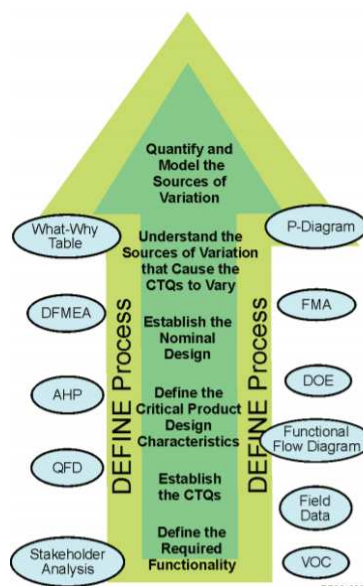 Quantify and
Model the
Sources of
Variation
What-Why
Table
P-Diagram
Understand the
Sources of Variation
that Cause the
CTQs to Vary
DFMEA
FMA
Establish the
Nominal
Design
DEFINE Process
DEFINE Process
AHP
DOE
Define the
Critical Product
Design
Characteristics
Functional
Flow Diagram
QFD
Establish
the CTQs
Field
Data
Define the
Required
Functionality
Stakeholder
Analysis
VOC